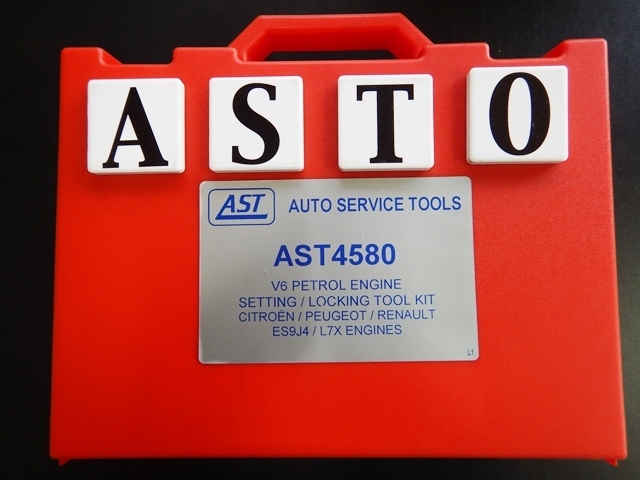 A S T O
AST AUTO SERVICE TOOLS
AST4580
V6 PETROL ENGINE
SETTING / LOCKING TOOL KIT
CITROËN / PEUGEOT / RENAULT
ES9J4 / L7X ENGINES
L1